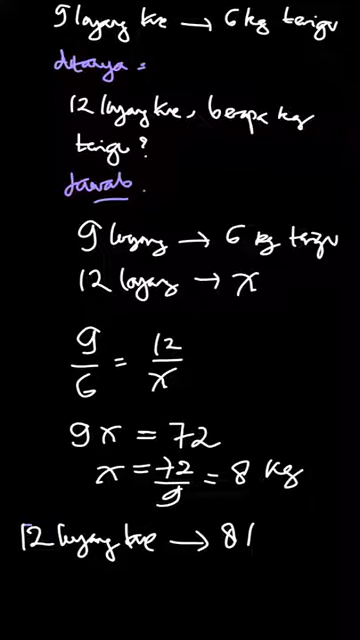 9 loyang kue → 6 kg terigu
ditanya =
12 loyang kue, berapa kg
terigu?
Jawab.
9 loyang → 6 kg terigu
12 loyang → x
9/6 = 12/x
9x = 72
x = 72/9 = 8 kg
12 loyang kue → 8